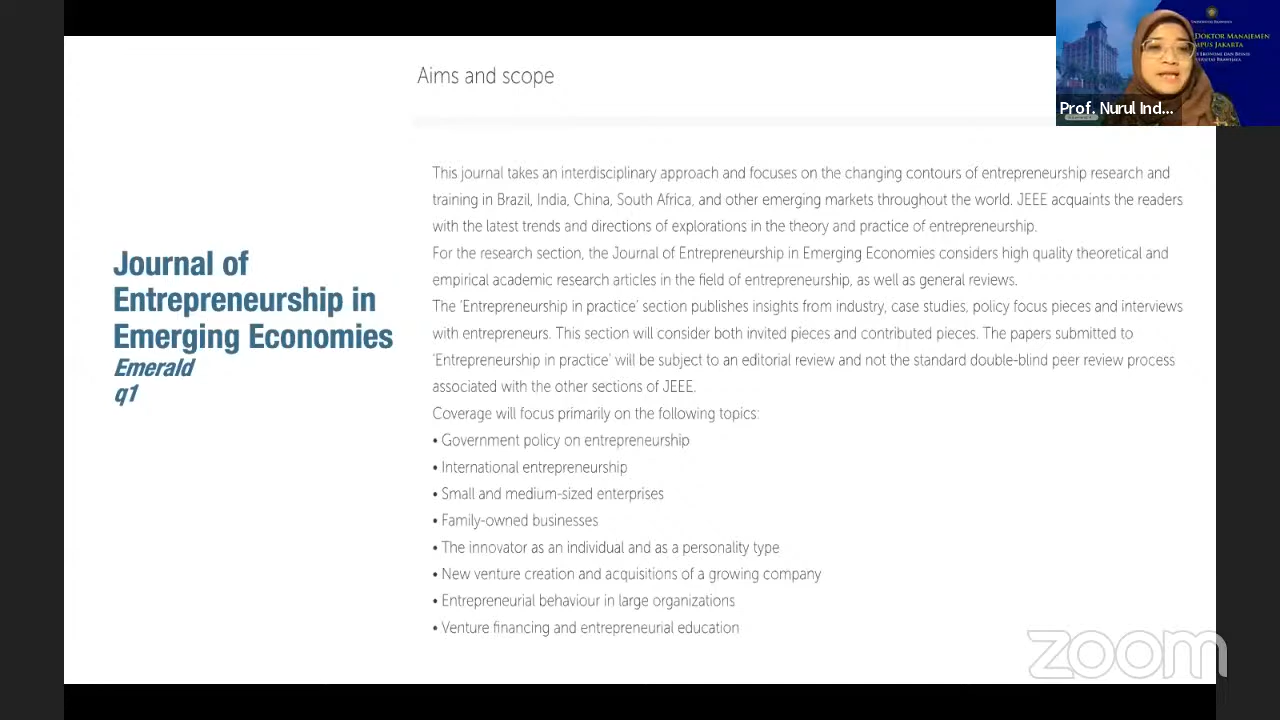 Aims and scope
UNIVERSITAS BRAWIJAYA
DOKTOR MANAJEMEN
MPUS JAKARTA
EKONOMI DAN BISNIS
Prof. Nurul Ind...
This journal takes an interdisciplinary approach and focuses on the changing contours of entrepreneurship research and
training in Brazil, India, China, South Africa, and other emerging markets throughout the world. JEEE acquaints the readers
with the latest trends and directions of explorations in the theory and practice of entrepreneurship.
For the research section, the Journal of Entrepreneurship in Emerging Economies considers high quality theoretical and
empirical academic research articles in the field of entrepreneurship, as well as general reviews.
The ‘Entrepreneurship in practice’ section publishes insights from industry, case studies, policy focus pieces and interviews
with entrepreneurs. This section will consider both invited pieces and contributed pieces. The papers submitted to
‘Entrepreneurship in practice’ will be subject to an editorial review and not the standard double-blind peer review process
associated with the other sections of JEEE.
Coverage will focus primarily on the following topics:
• Government policy on entrepreneurship
• International entrepreneurship
• Small and medium-sized enterprises
• Family-owned businesses
• The innovator as an individual and as a personality type
• New venture creation and acquisitions of a growing company
• Entrepreneurial behaviour in large organizations
• Venture financing and entrepreneurial education
Journal of
Entrepreneurship in
Emerging Economies
Emerald
q1
zoom